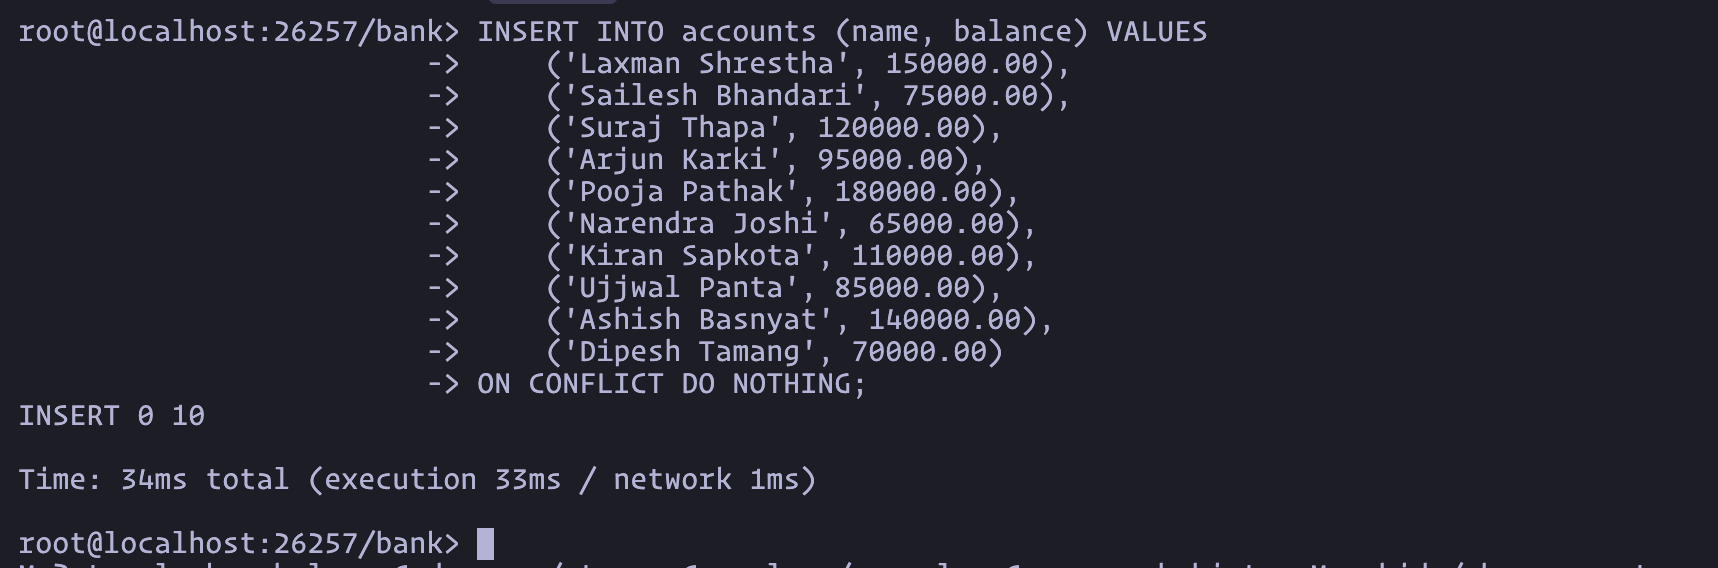 root@localhost:26257/bank> INSERT INTO accounts (name, balance) VALUES
-> ('Laxman Shrestha', 150000.00),
-> ('Sailesh Bhandari', 75000.00),
-> ('Suraj Thapa', 120000.00),
-> ('Arjun Karki', 95000.00),
-> ('Pooja Pathak', 180000.00),
-> ('Narendra Joshi', 65000.00),
-> ('Kiran Sapkota', 110000.00),
-> ('Ujjwal Panta', 85000.00),
-> ('Ashish Basnyat', 140000.00),
-> ('Dipesh Tamang', 70000.00)
-> ON CONFLICT DO NOTHING;
INSERT 0 10
Time: 34ms total (execution 33ms / network 1ms)
root@localhost:26257/bank>